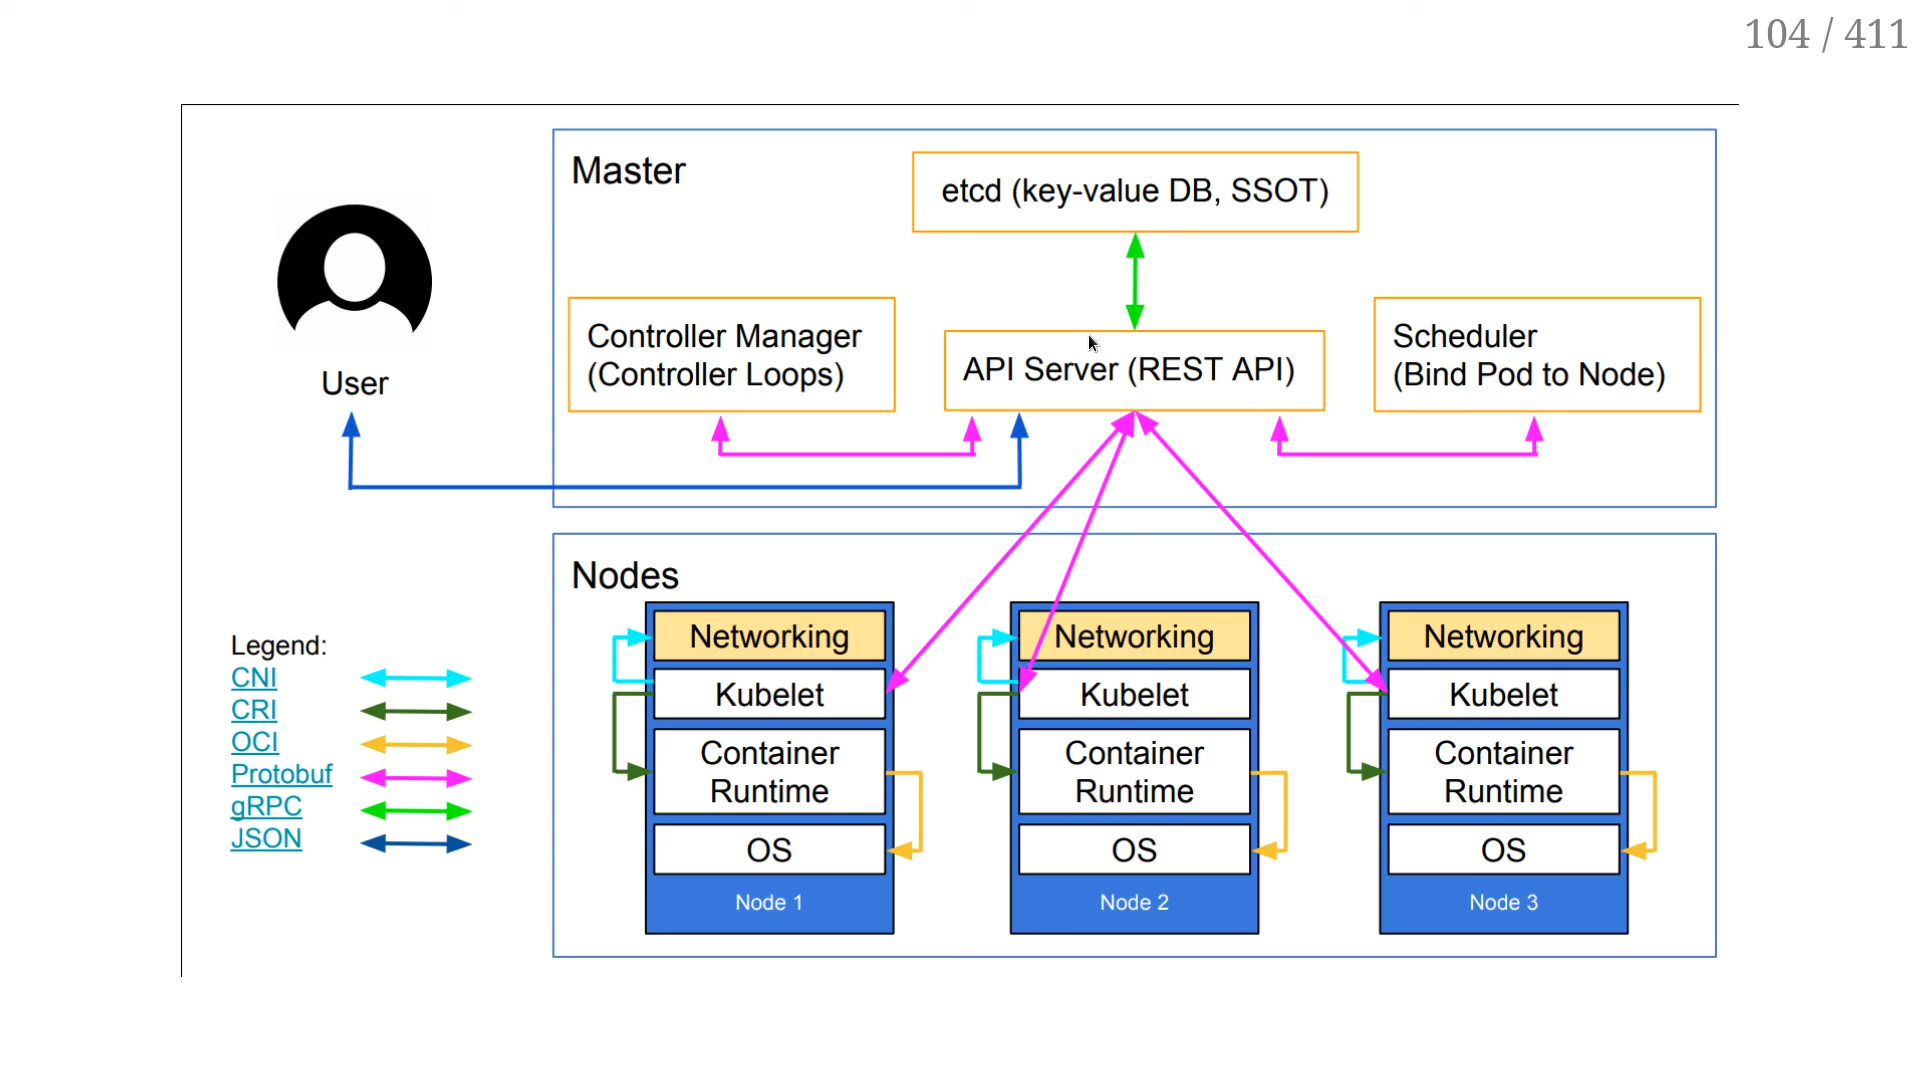 104 / 411
Master
etcd (key-value DB, SSOT)
Controller Manager
(Controller Loops)
API Server (REST API)
Scheduler
(Bind Pod to Node)
User
Nodes
Legend:
CNI
CRI
OCI
Protobuf
gRPC
JSON
Networking
Kubelet
Container
Runtime
OS
Node 1
Networking
Kubelet
Container
Runtime
OS
Node 2
Networking
Kubelet
Container
Runtime
OS
Node 3